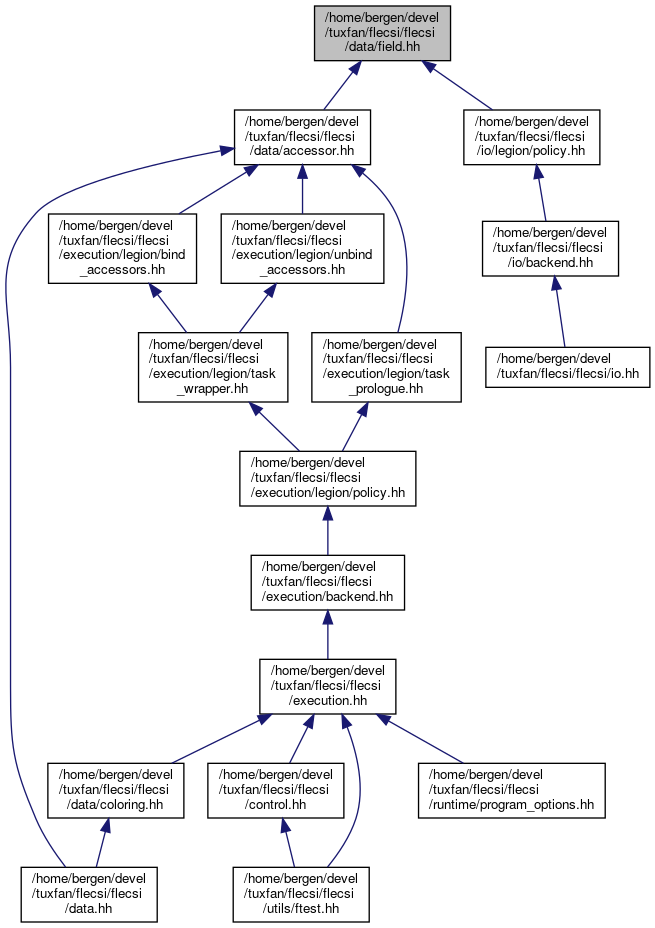 /home/bergen/devel
/tuxfan/flecsi/flecsi
/data/field.hh
/home/bergen/devel
/tuxfan/flecsi/flecsi
/data/accessor.hh
/home/bergen/devel
/tuxfan/flecsi/flecsi
/io/legion/policy.hh
/home/bergen/devel
/tuxfan/flecsi/flecsi
/execution/legion/bind
_accessors.hh
/home/bergen/devel
/tuxfan/flecsi/flecsi
/execution/legion/unbind
_accessors.hh
/home/bergen/devel
/tuxfan/flecsi/flecsi
/io/backend.hh
/home/bergen/devel
/tuxfan/flecsi/flecsi
/execution/legion/task
_wrapper.hh
/home/bergen/devel
/tuxfan/flecsi/flecsi
/execution/legion/task
_prologue.hh
/home/bergen/devel
/tuxfan/flecsi/flecsi/io.hh
/home/bergen/devel
/tuxfan/flecsi/flecsi
/execution/legion/policy.hh
/home/bergen/devel
/tuxfan/flecsi/flecsi
/execution/backend.hh
/home/bergen/devel
/tuxfan/flecsi/flecsi
/execution.hh
/home/bergen/devel
/tuxfan/flecsi/flecsi
/data/coloring.hh
/home/bergen/devel
/tuxfan/flecsi/flecsi
/control.hh
/home/bergen/devel
/tuxfan/flecsi/flecsi
/runtime/program_options.hh
/home/bergen/devel
/tuxfan/flecsi/flecsi
/data.hh
/home/bergen/devel
/tuxfan/flecsi/flecsi
/utils/ftest.hh